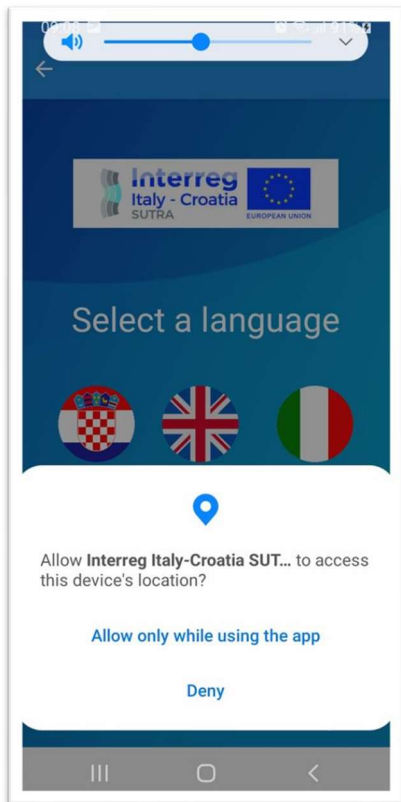 Interreg
Italy - Croatia
SUTRA
EUROPEAN UNION
Select a language
Allow Interreg Italy-Croatia SUT... to access
this device's location?
Allow only while using the app
Deny